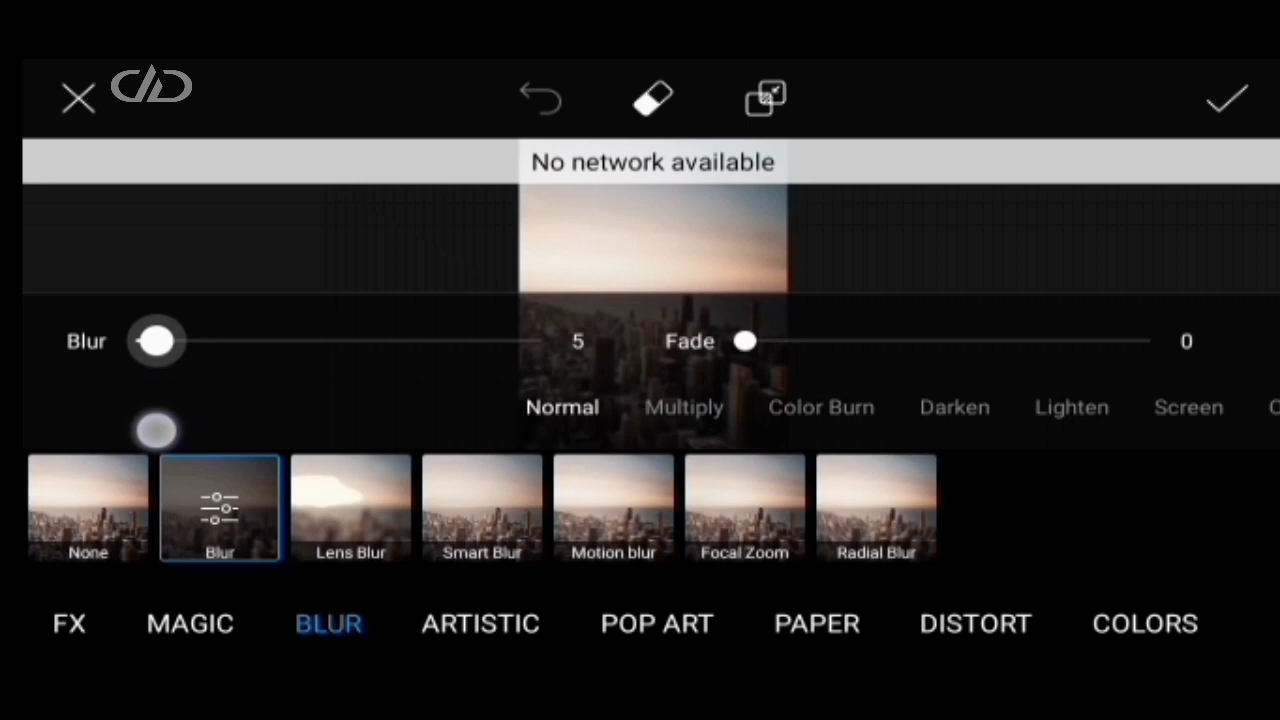 No network available
Blur 5 Fade 0
Normal Multiply Color Burn Darken Lighten Screen
None Blur Lens Blur Smart Blur Motion blur Focal Zoom Radial Blur
FX MAGIC BLUR ARTISTIC POP ART PAPER DISTORT COLORS